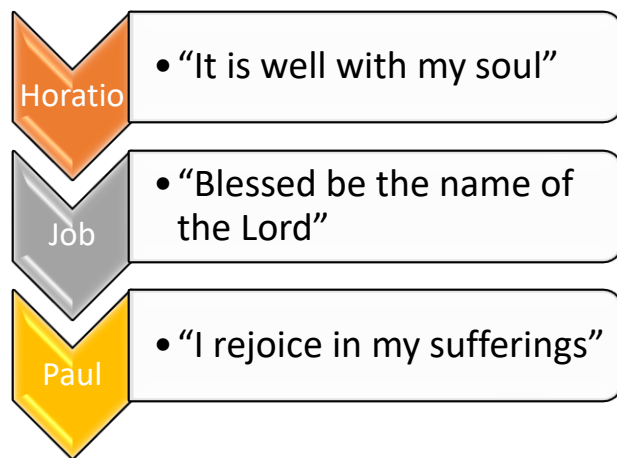 Horatio
• “It is well with my soul”
Job
• “Blessed be the name of
the Lord”
Paul
• “I rejoice in my sufferings”